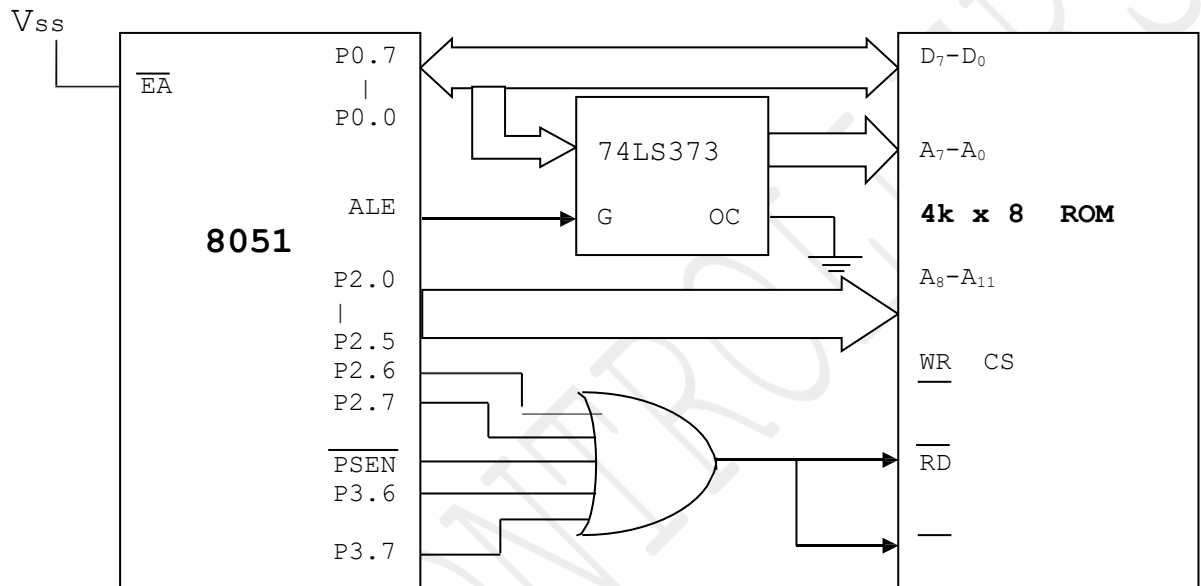 Vss
EA
P0.7
|
P0.0
ALE
8051
P2.0
|
P2.5
P2.6
P2.7
PSEN
P3.6
P3.7
74LS373
G OC
D7-D0
A7-A0
4k x 8 ROM
A8-A11
WR CS
RD